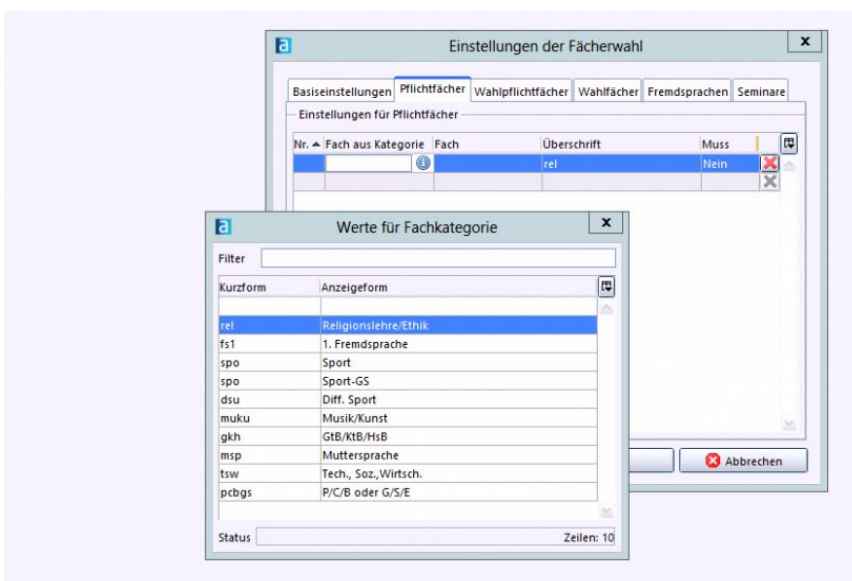 Einstellungen der Fächerwahl
Basiseinstellungen Pflichtfächer Wahlpflichtfächer Wahlfächer Fremdsprachen Seminare
Einstellungen für Pflichtfächer
Nr. Fach aus Kategorie Fach Überschrift Muss
rel Nein
Werte für Fachkategorie
Filter
Kurzform Anzeigeform
rel Religionslehre/Ethik
fs1 1. Fremdsprache
spo Sport
spo Sport-GS
dsu Diff. Sport
muku Musik/Kunst
gkh GtB/KtB/HsB
msp Muttersprache
tsw Tech., Soz.,Wirtsch.
pcbgs P/C/B oder G/S/E
Status Zeilen: 10
Abbrechen